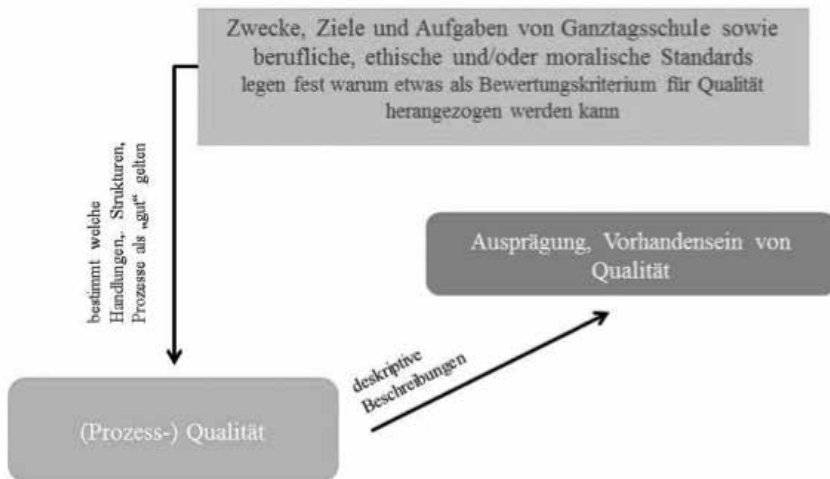 Zwecke, Ziele und Aufgaben von Ganztagsschule sowie
berufliche, ethische und/oder moralische Standards
legen fest warum etwas als Bewertungskriterium für Qualität
herangezogen werden kann
bestimmt welche
Handlungen,. Strukturen,
Prozesse als „gut“ gelten
Ausprägung, Vorhandensein von
Qualität
deskriptive
Beschreibungen
(Prozess-) Qualität